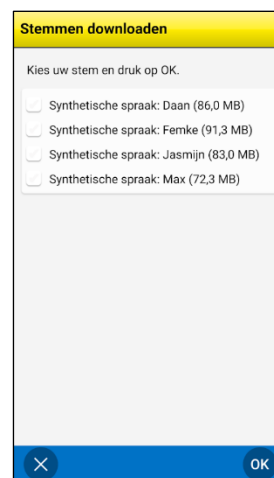 Stemmen downloaden
Kies uw stem en druk op OK.
Synthetische spraak: Daan (86,0 MB)
Synthetische spraak: Femke (91,3 MB)
Synthetische spraak: Jasmijn (83,0 MB)
Synthetische spraak: Max (72,3 MB)
OK